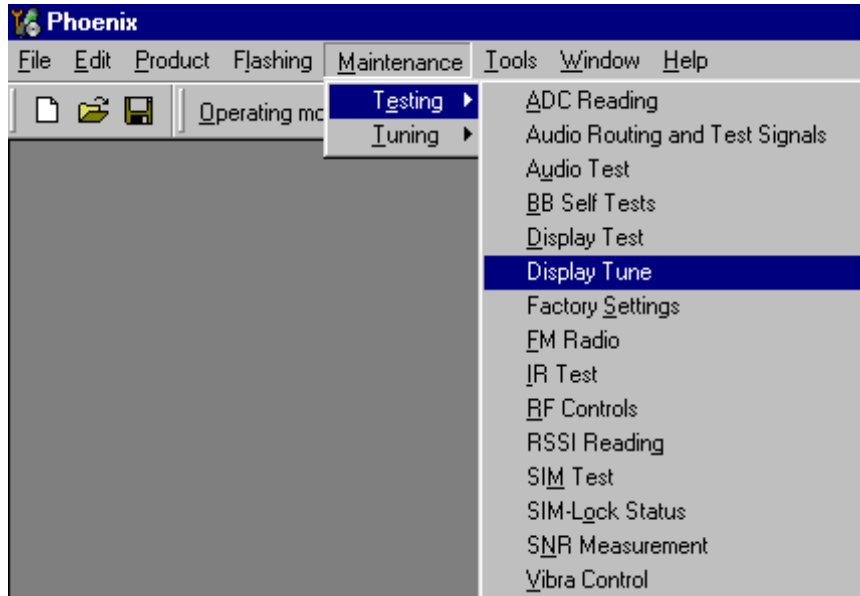 Phoenix
File Edit Product Flashing Maintenance Tools Window Help
Operating mo
Testing
Tuning
ADC Reading
Audio Routing and Test Signals
Audio Test
BB Self Tests
Display Test
Display Tune
Factory Settings
FM Radio
IR Test
RF Controls
RSSI Reading
SIM Test
SIM-Lock Status
SNR Measurement
Vibra Control